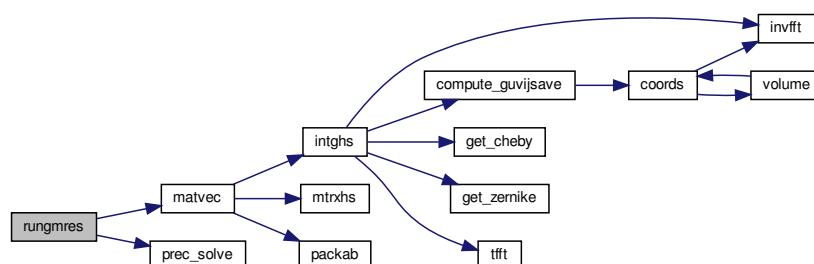 rungmres
matvec
prec_solve
intghs
mtrxhs
packab
compute_guvijsave
get_cheby
get_zernike
tfft
coords
invfft
volume